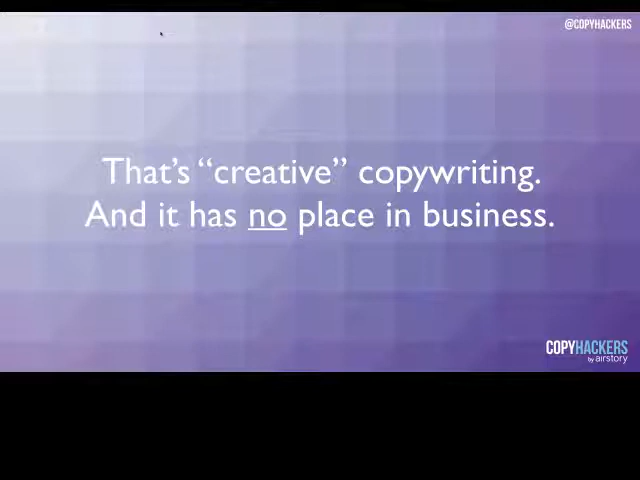 @COPYHACKERS
That's “creative” copywriting.
And it has no place in business.
COPYHACKERS
by airstory